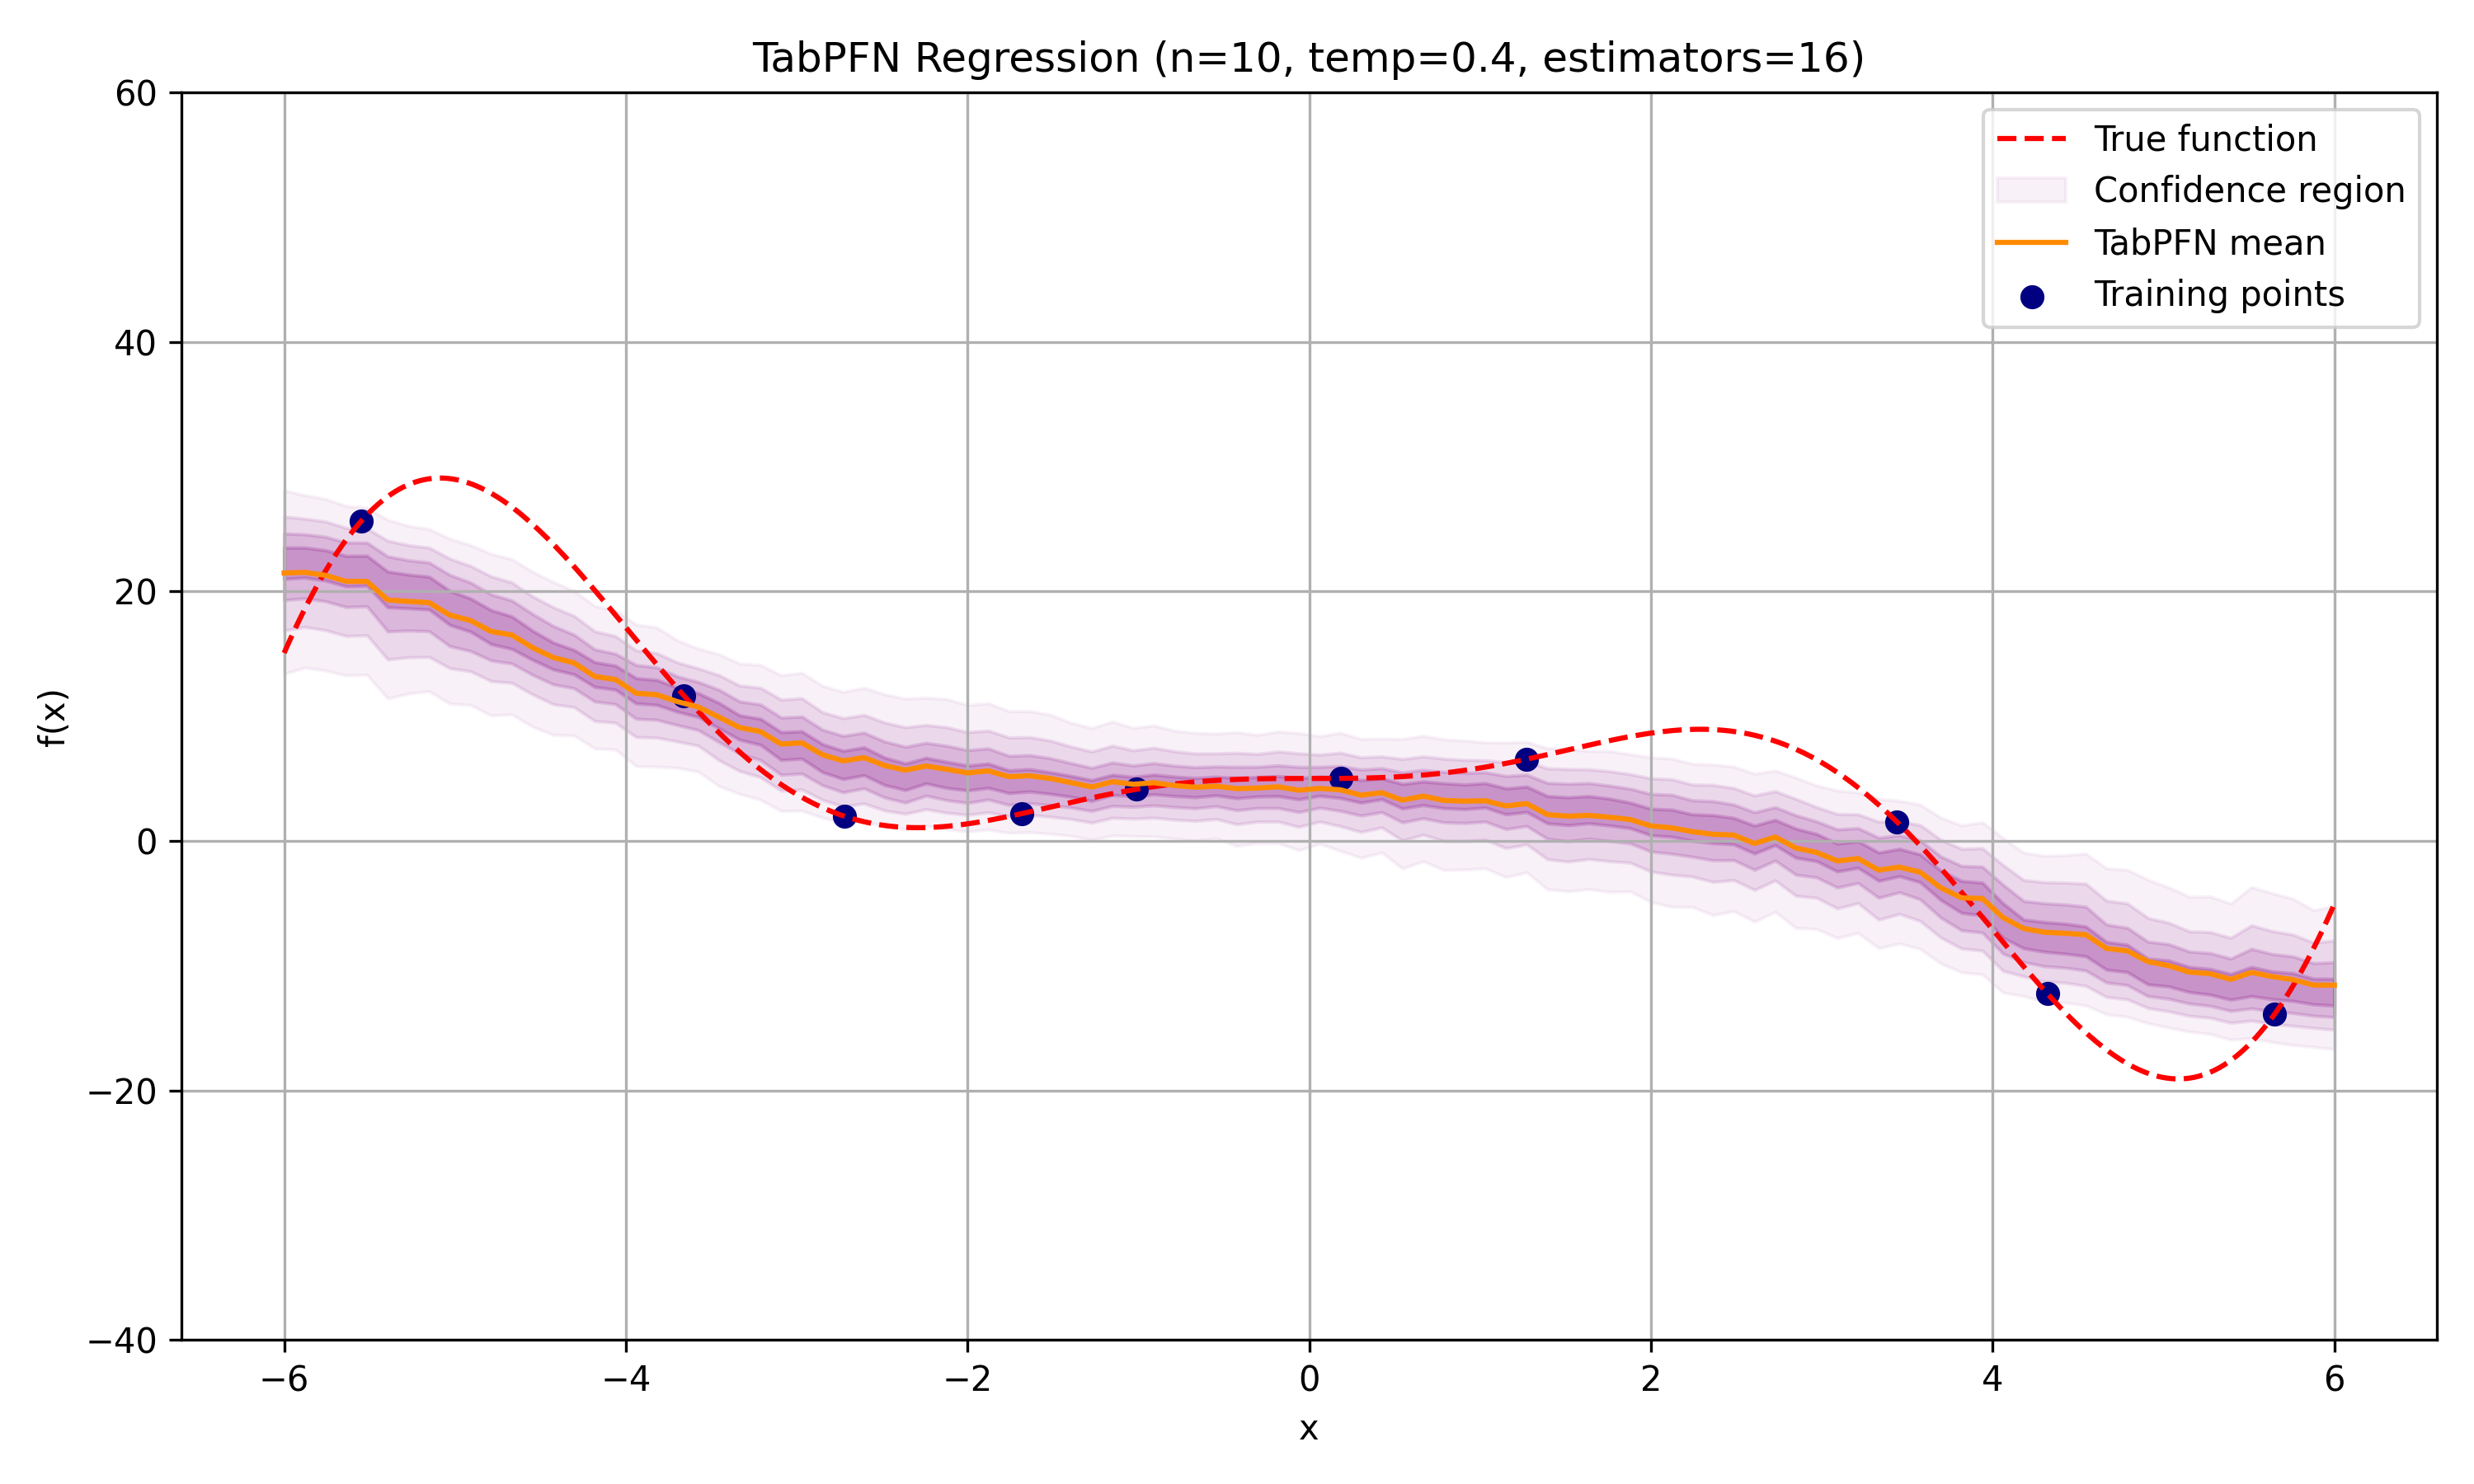 TabPFN Regression (n=10, temp=0.4, estimators=16)
60
40
20
0
−20
−40
f(x)
True function
Confidence region
TabPFN mean
Training points
−6 −4 −2 0 2 4 6
x